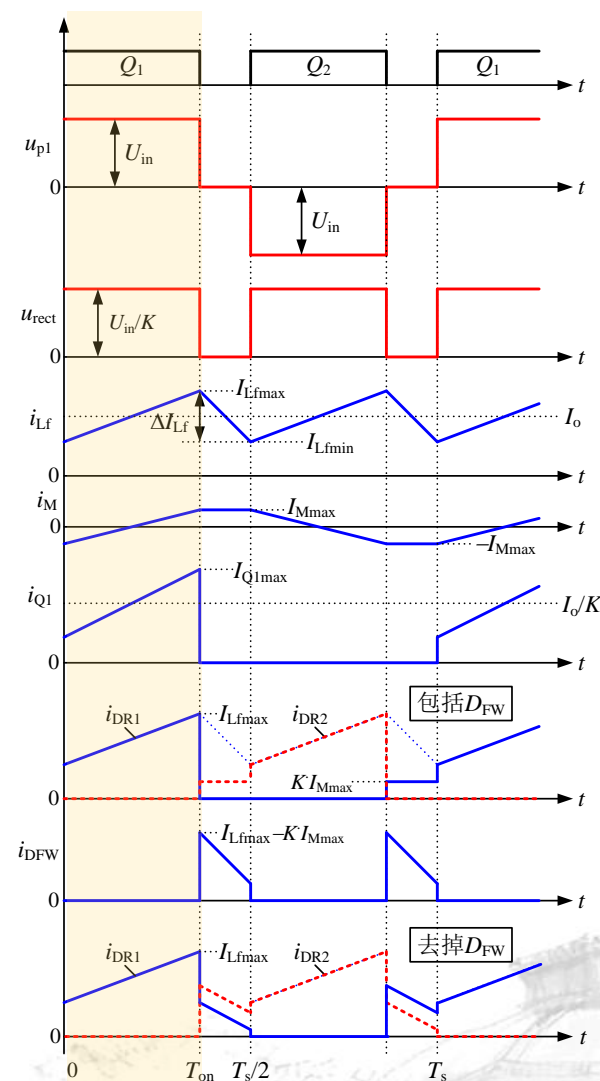 Q1 Q2 Q1 t
up1 Uin 0 t
Uin
urect Uin/K 0 t
ILfmax
iLf ΔILf Io
ILfmin
0 t
iM IMmax
0 t
−IMmax
IQ1max
iQ1 Io/K
0 t
iDR1 ILfmax iDR2 包括DFW
K·IMmax
0 t
ILfmax−K·IMmax
iDFW
0 t
iDR1 ILfmax iDR2 去掉DFW
0 t
0 Ton Ts/2 Ts